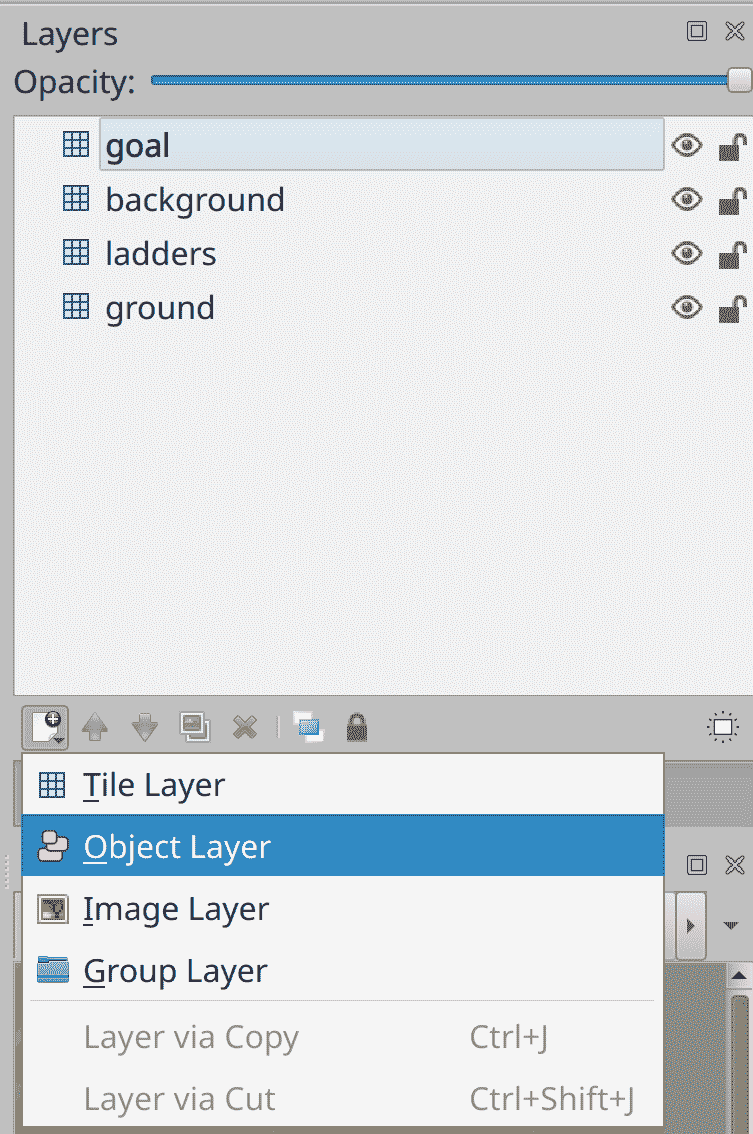 Layers
Opacity:
goal
background
ladders
ground
Tile Layer
Object Layer
Image Layer
Group Layer
Layer via Copy Ctrl+J
Layer via Cut Ctrl+Shift+J